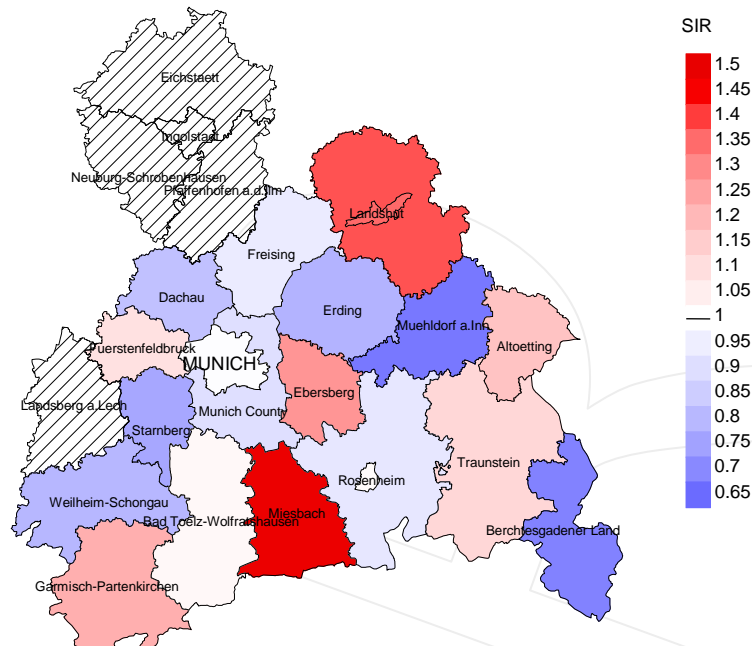 SIR
1.5
1.45
1.4
1.35
1.3
1.25
1.2
1.15
1.1
1.05
1
0.95
0.9
0.85
0.8
0.75
0.7
0.65
Eichstaett
Ingolstadt
Neuburg-Schrobenhausen
Pfaffenhofen a.d.Ilm
Landshut
Freising
Dachau
Erding
Muehldorf a.Inn
Altoetting
Fuerstenfeldbruck
MUNICH
Ebersberg
Landsberg a.Lech
Munich County
Starnberg
Traunstein
Rosenheim
Weilheim-Schongau
Miesbach
Bad Toelz-Wolfratshausen
Berchtesgadener Land
Garmisch-Partenkirchen